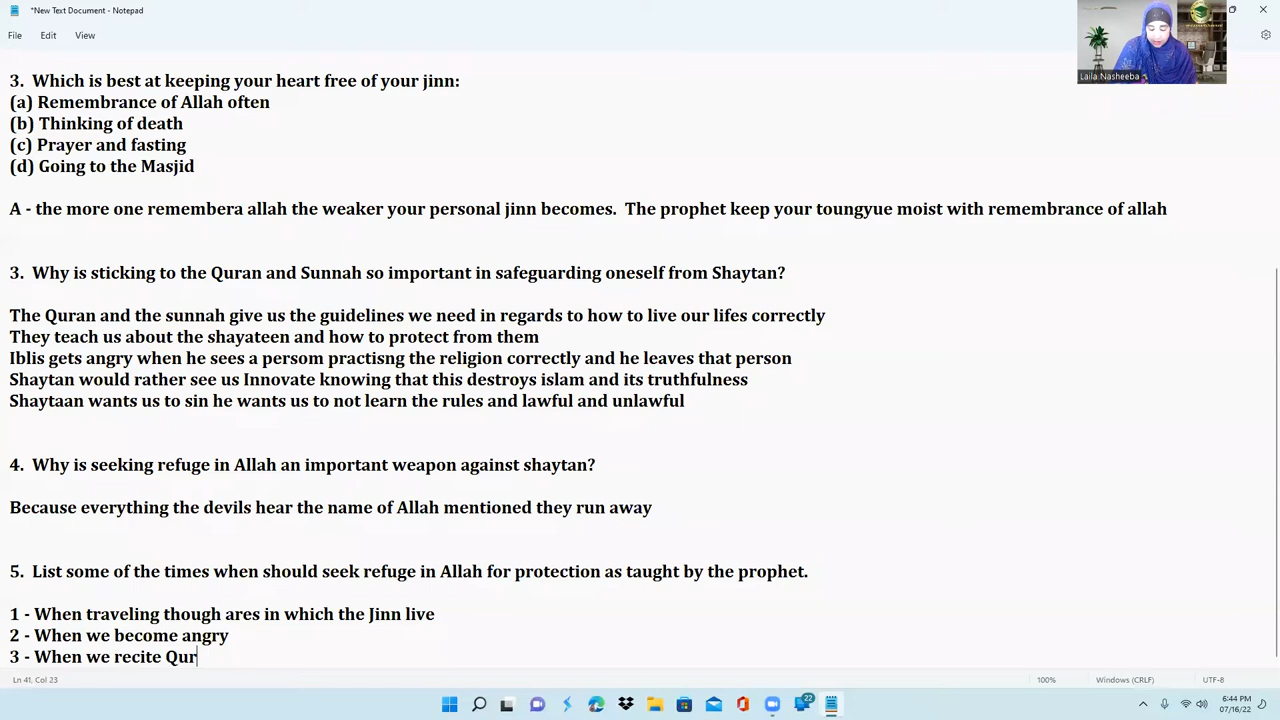 *New Text Document - Notepad
File Edit View
Laila Nasheeba
3. Which is best at keeping your heart free of your jinn:
(a) Remembrance of Allah often
(b) Thinking of death
(c) Prayer and fasting
(d) Going to the Masjid
A - the more one remembera allah the weaker your personal jinn becomes. The prophet keep your toungyue moist with remembrance of allah
3. Why is sticking to the Quran and Sunnah so important in safeguarding oneself from Shaytan?
The Quran and the sunnah give us the guidelines we need in regards to how to live our lifes correctly
They teach us about the shayateen and how to protect from them
Iblis gets angry when he sees a persom practisng the religion correctly and he leaves that person
Shaytan would rather see us Innovate knowing that this destroys islam and its truthfulness
Shaytaan wants us to sin he wants us to not learn the rules and lawful and unlawful
4. Why is seeking refuge in Allah an important weapon against shaytan?
Because everything the devils hear the name of Allah mentioned they run away
5. List some of the times when should seek refuge in Allah for protection as taught by the prophet.
1 - When traveling though ares in which the Jinn live
2 - When we become angry
3 - When we recite Qur
Ln 41, Col 23 100% Windows (CRLF) UTF-8
22
6:44 PM
07/16/22